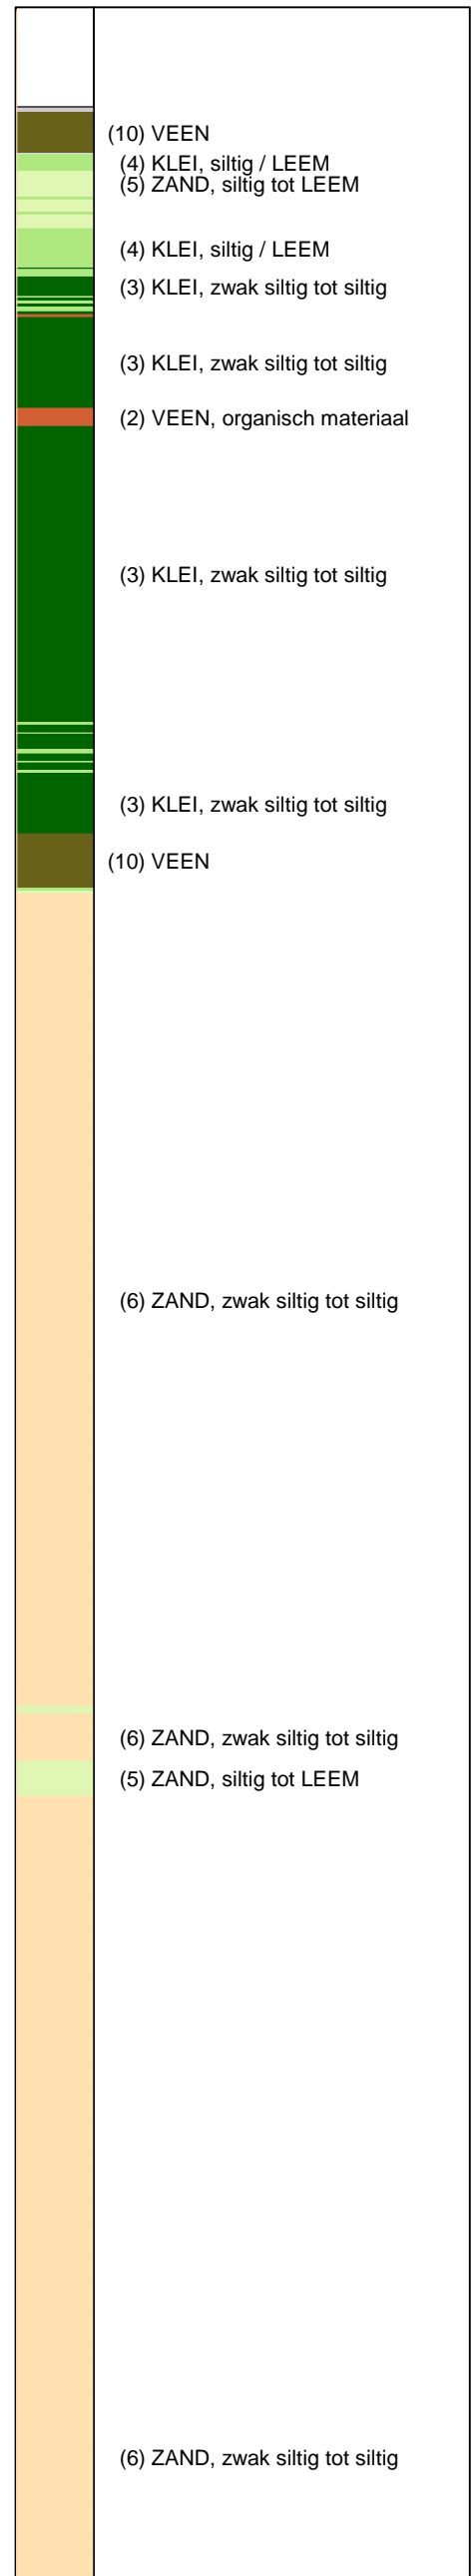 (10) VEEN
(4) KLEI, siltig / LEEM
(5) ZAND, siltig tot LEEM
(4) KLEI, siltig / LEEM
(3) KLEI, zwak siltig tot siltig
(3) KLEI, zwak siltig tot siltig
(2) VEEN, organisch materiaal
(3) KLEI, zwak siltig tot siltig
(3) KLEI, zwak siltig tot siltig
(10) VEEN
(6) ZAND, zwak siltig tot siltig
(6) ZAND, zwak siltig tot siltig
(5) ZAND, siltig tot LEEM
(6) ZAND, zwak siltig tot siltig